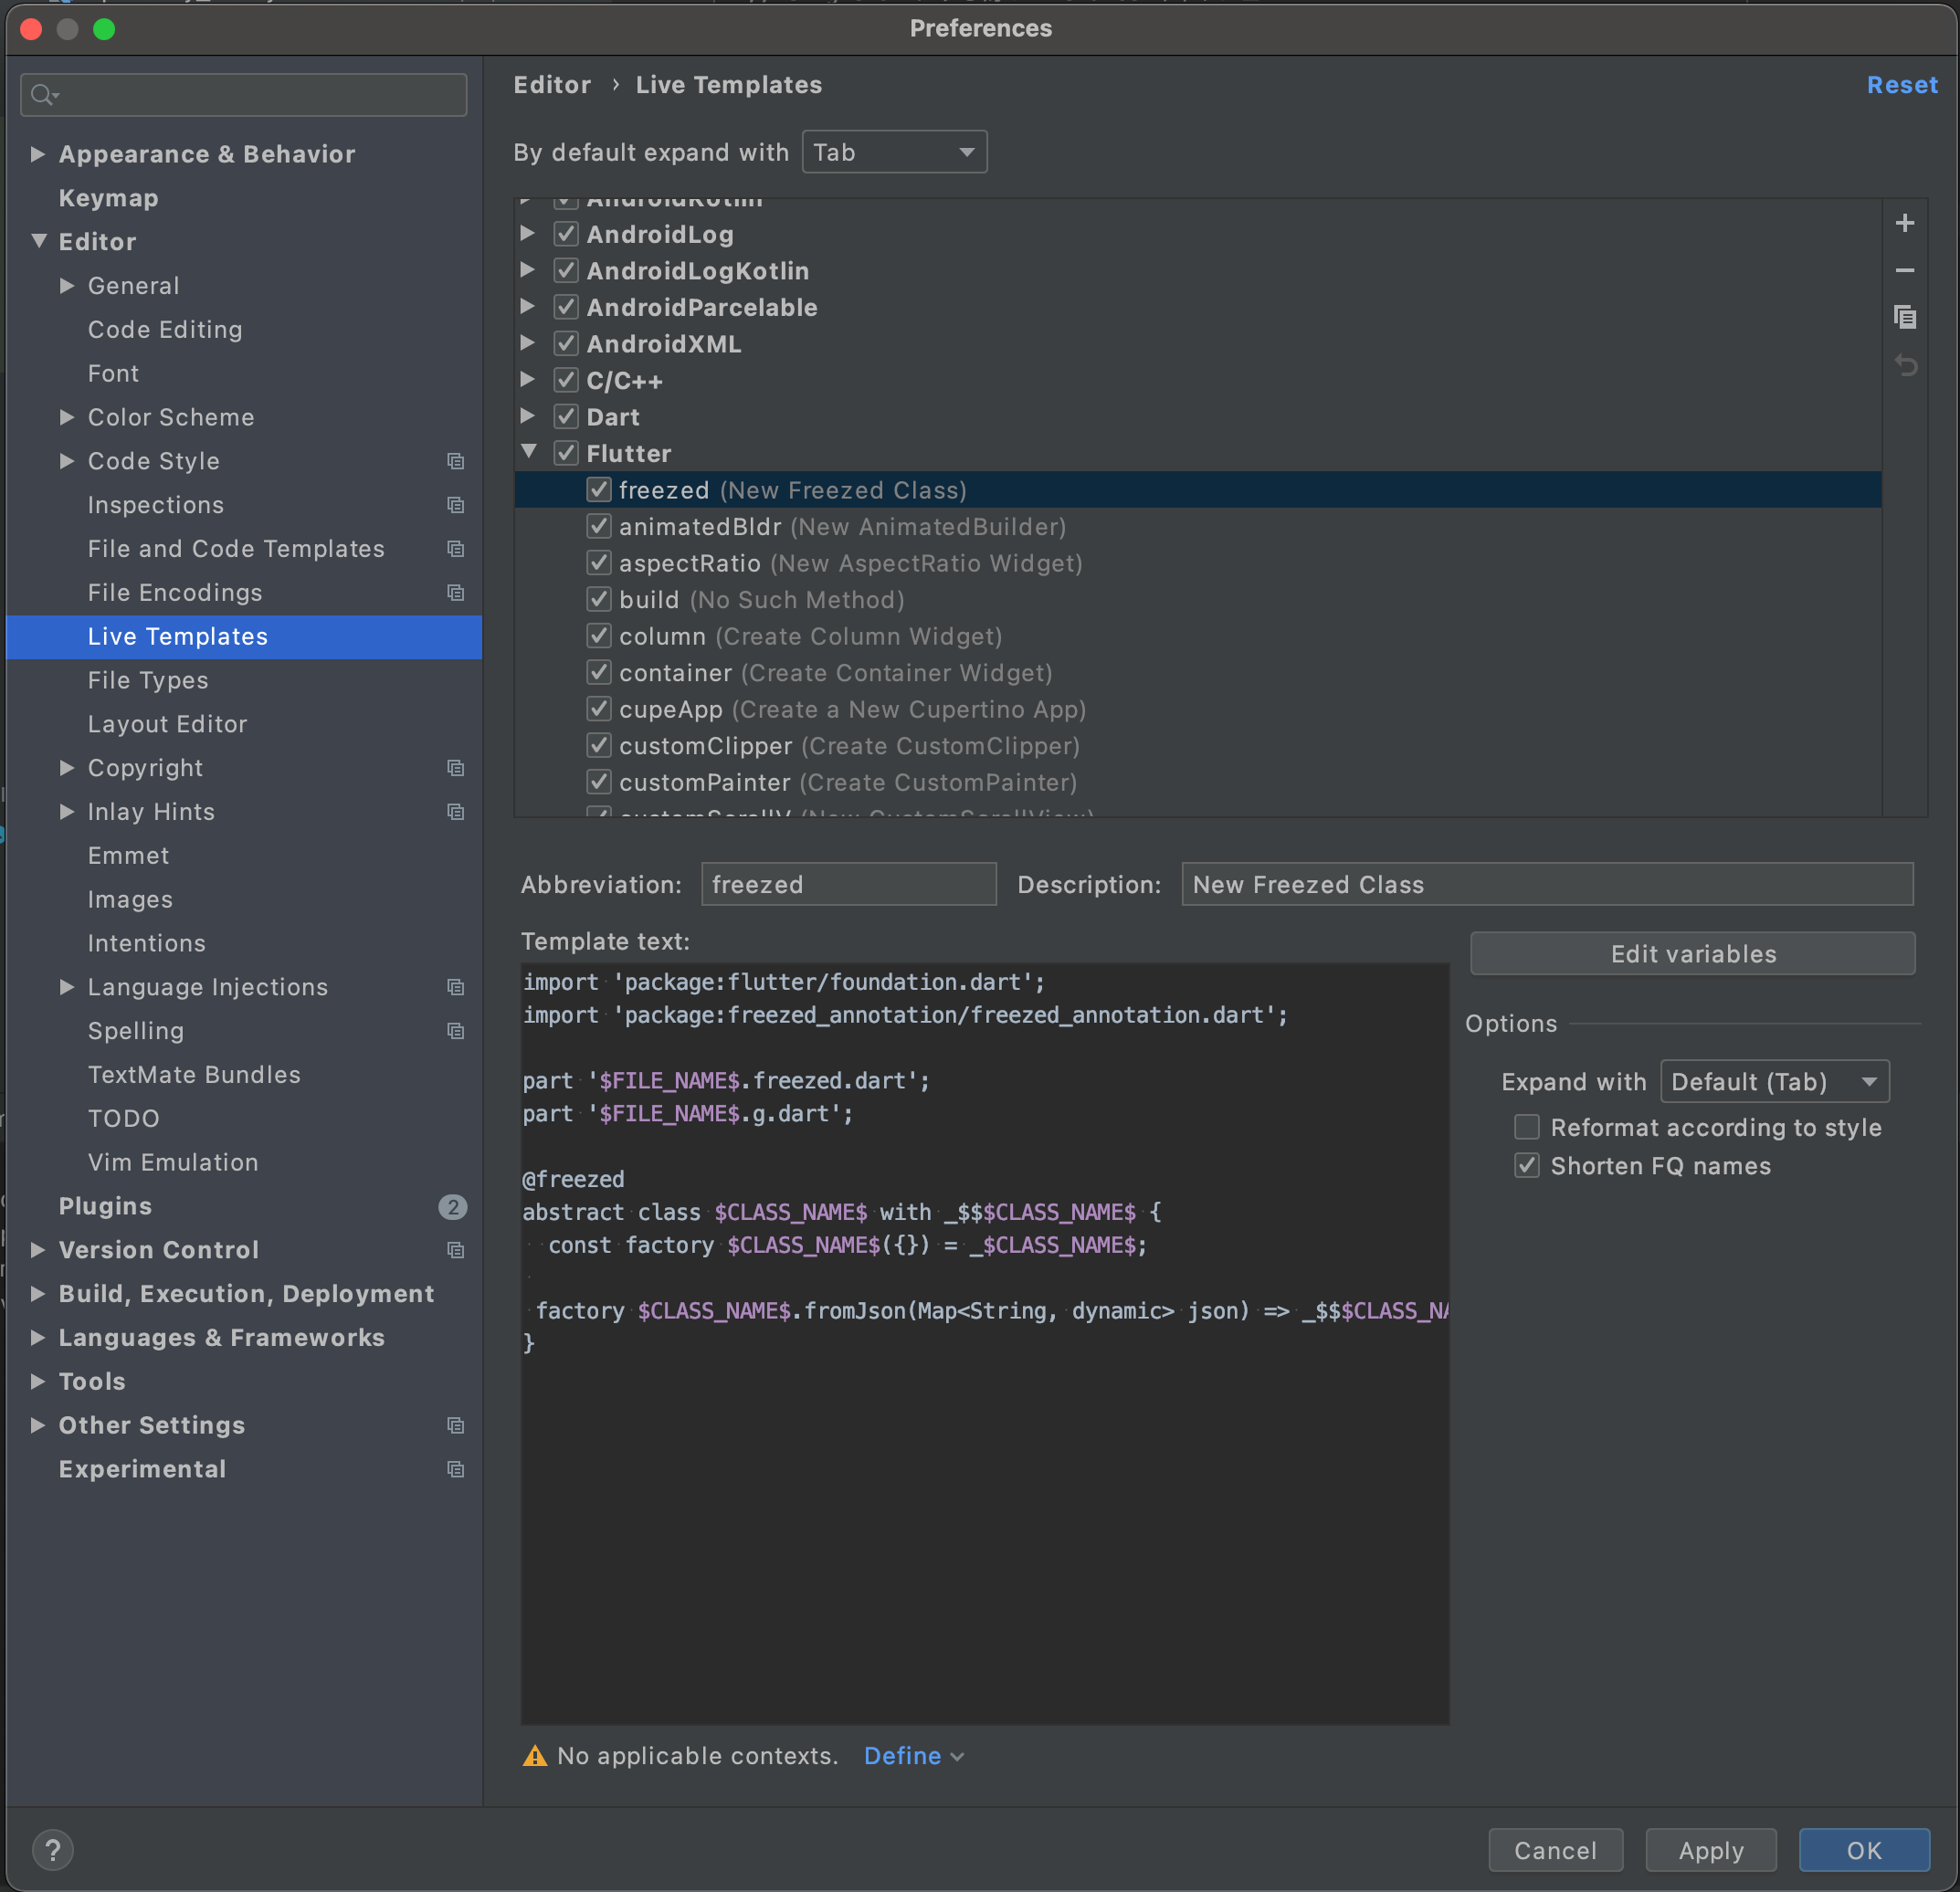 Preferences
Editor › Live Templates
Reset
By default expand with Tab
Appearance & Behavior
Keymap
Editor
General
Code Editing
Font
Color Scheme
Code Style
Inspections
File and Code Templates
File Encodings
Live Templates
File Types
Layout Editor
Copyright
Inlay Hints
Emmet
Images
Intentions
Language Injections
Spelling
TextMate Bundles
TODO
Vim Emulation
Plugins 2
Version Control
Build, Execution, Deployment
Languages & Frameworks
Tools
Other Settings
Experimental
AndroidKotlin
AndroidLog
AndroidLogKotlin
AndroidParcelable
AndroidXML
C/C++
Dart
Flutter
freezed (New Freezed Class)
animatedBldr (New AnimatedBuilder)
aspectRatio (New AspectRatio Widget)
build (No Such Method)
column (Create Column Widget)
container (Create Container Widget)
cupeApp (Create a New Cupertino App)
customClipper (Create CustomClipper)
customPainter (Create CustomPainter)
customScrollV (New CustomScrollView)
Abbreviation: freezed Description: New Freezed Class
Template text:
import 'package:flutter/foundation.dart';
import 'package:freezed_annotation/freezed_annotation.dart';
part '$FILE_NAME$.freezed.dart';
part '$FILE_NAME$.g.dart';
@freezed
abstract class $CLASS_NAME$ with _$$$CLASS_NAME$ {
const factory $CLASS_NAME$({}) = _$CLASS_NAME$;
factory $CLASS_NAME$.fromJson(Map<String, dynamic> json) => _$$$CLASS_NA
}
Edit variables
Options
Expand with Default (Tab)
Reformat according to style
Shorten FQ names
No applicable contexts. Define
?
Cancel
Apply
OK